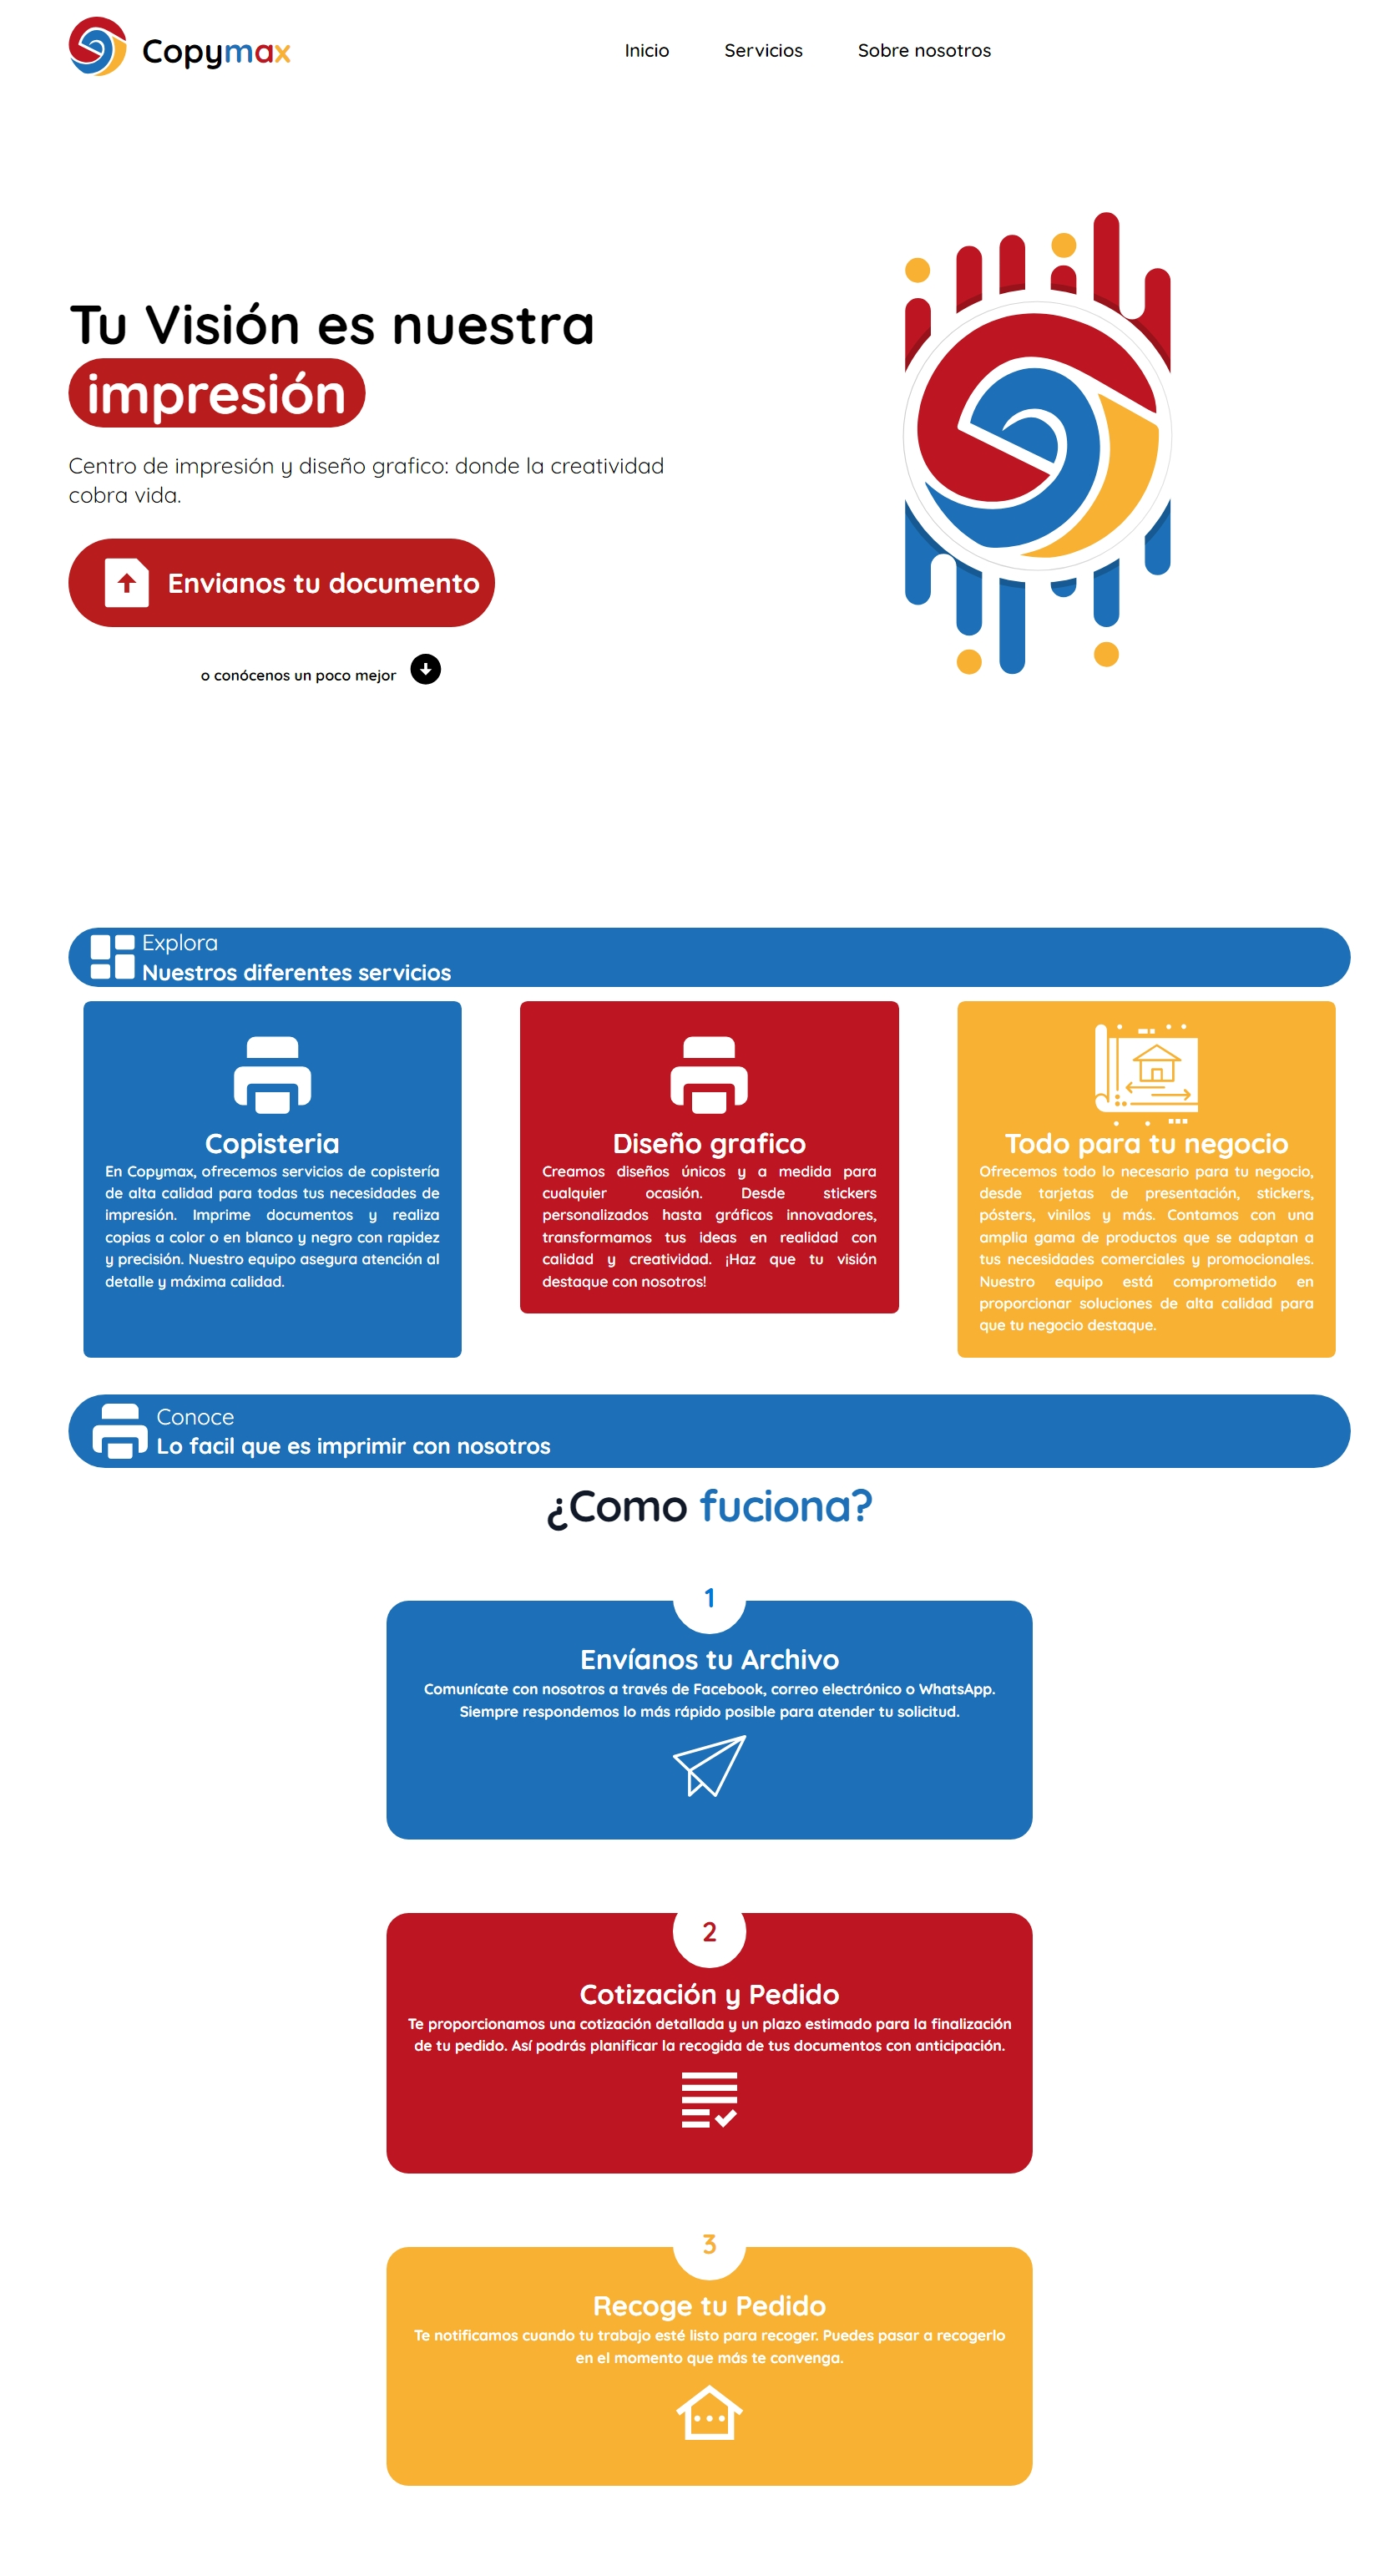 Copymax
Inicio
Servicios
Sobre nosotros
Tu Visión es nuestra
impresión
Centro de impresión y diseño grafico: donde la creatividad
cobra vida.
Envianos tu documento
o conócenos un poco mejor
Explora
Nuestros diferentes servicios
Copisteria
En Copymax, ofrecemos servicios de copistería
de alta calidad para todas tus necesidades de
impresión. Imprime documentos y realiza
copias a color o en blanco y negro con rapidez
y precisión. Nuestro equipo asegura atención al
detalle y máxima calidad.
Diseño grafico
Creamos diseños únicos y a medida para
cualquier ocasión. Desde stickers
personalizados hasta gráficos innovadores,
transformamos tus ideas en realidad con
calidad y creatividad. ¡Haz que tu visión
destaque con nosotros!
Todo para tu negocio
Ofrecemos todo lo necesario para tu negocio,
desde tarjetas de presentación, stickers,
pósters, vinilos y más. Contamos con una
amplia gama de productos que se adaptan a
tus necesidades comerciales y promocionales.
Nuestro equipo está comprometido en
proporcionar soluciones de alta calidad para
que tu negocio destaque.
Conoce
Lo facil que es imprimir con nosotros
¿Como fuciona?
1
Envíanos tu Archivo
Comunícate con nosotros a través de Facebook, correo electrónico o WhatsApp.
Siempre respondemos lo más rápido posible para atender tu solicitud.
2
Cotización y Pedido
Te proporcionamos una cotización detallada y un plazo estimado para la finalización
de tu pedido. Así podrás planificar la recogida de tus documentos con anticipación.
3
Recoge tu Pedido
Te notificamos cuando tu trabajo esté listo para recoger. Puedes pasar a recogerlo
en el momento que más te convenga.